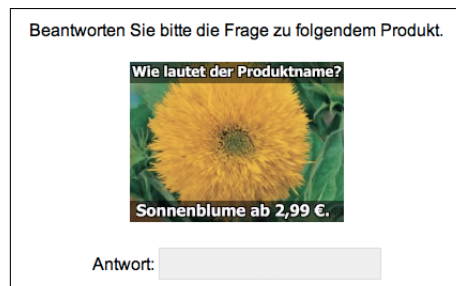 Beantworten Sie bitte die Frage zu folgendem Produkt.
Wie lautet der Produktname?
Sonnenblume ab 2,99 €.
Antwort: